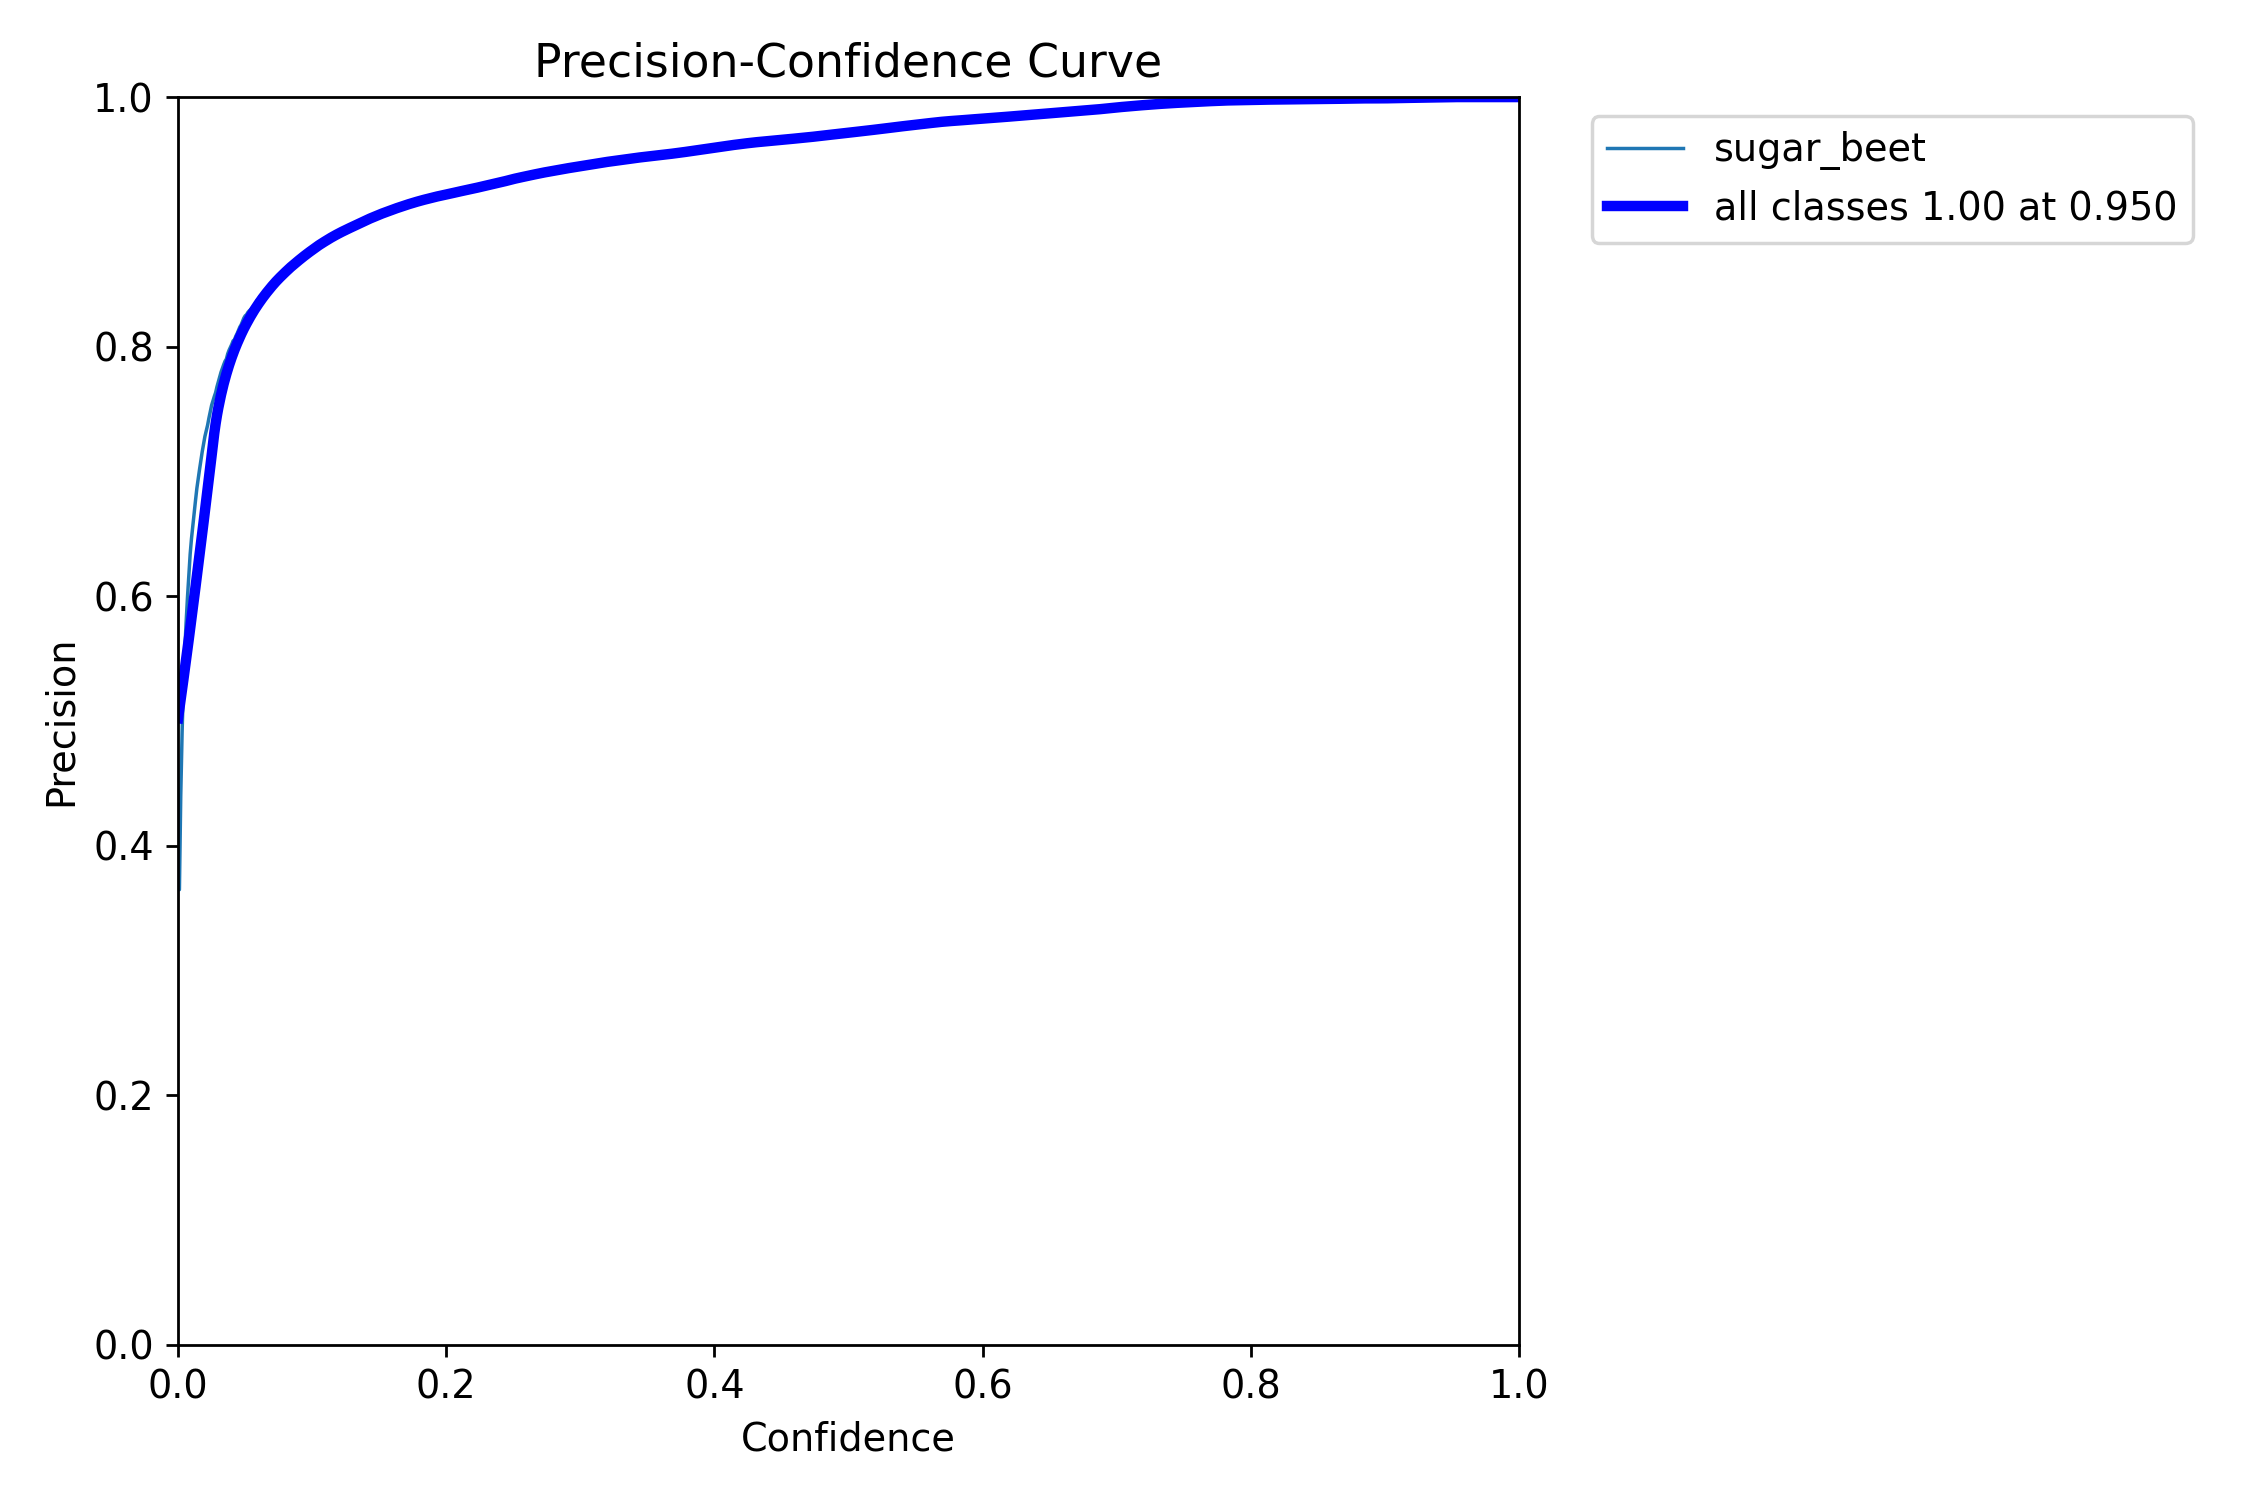 Precision-Confidence Curve
1.0
0.8
0.6
0.4
0.2
0.0
Precision
0.0 0.2 0.4 0.6 0.8 1.0
Confidence
sugar_beet
all classes 1.00 at 0.950